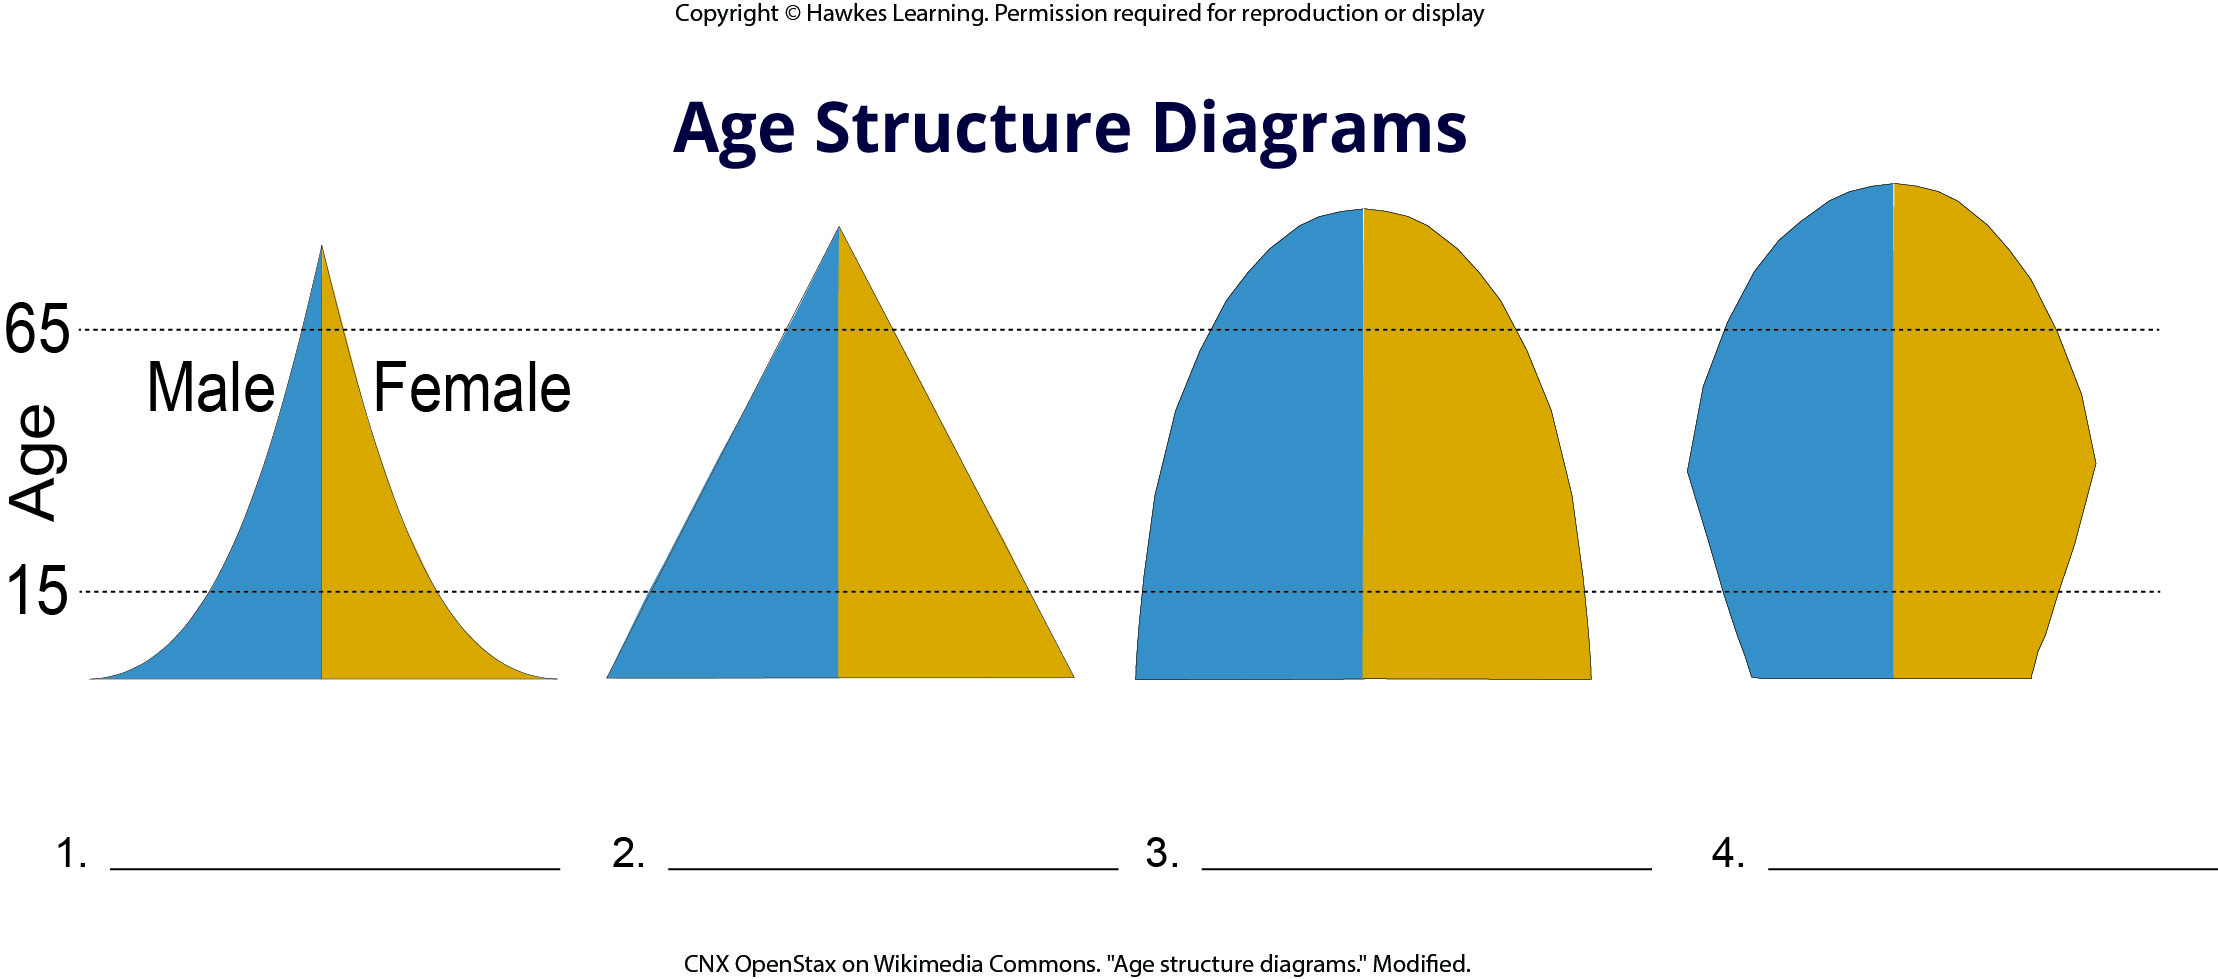 Copyright © Hawkes Learning. Permission required for reproduction or display
Age Structure Diagrams
65
Male
Female
Age
15
1.
2.
3.
4.
CNX OpenStax on Wikimedia Commons. "Age structure diagrams." Modified.